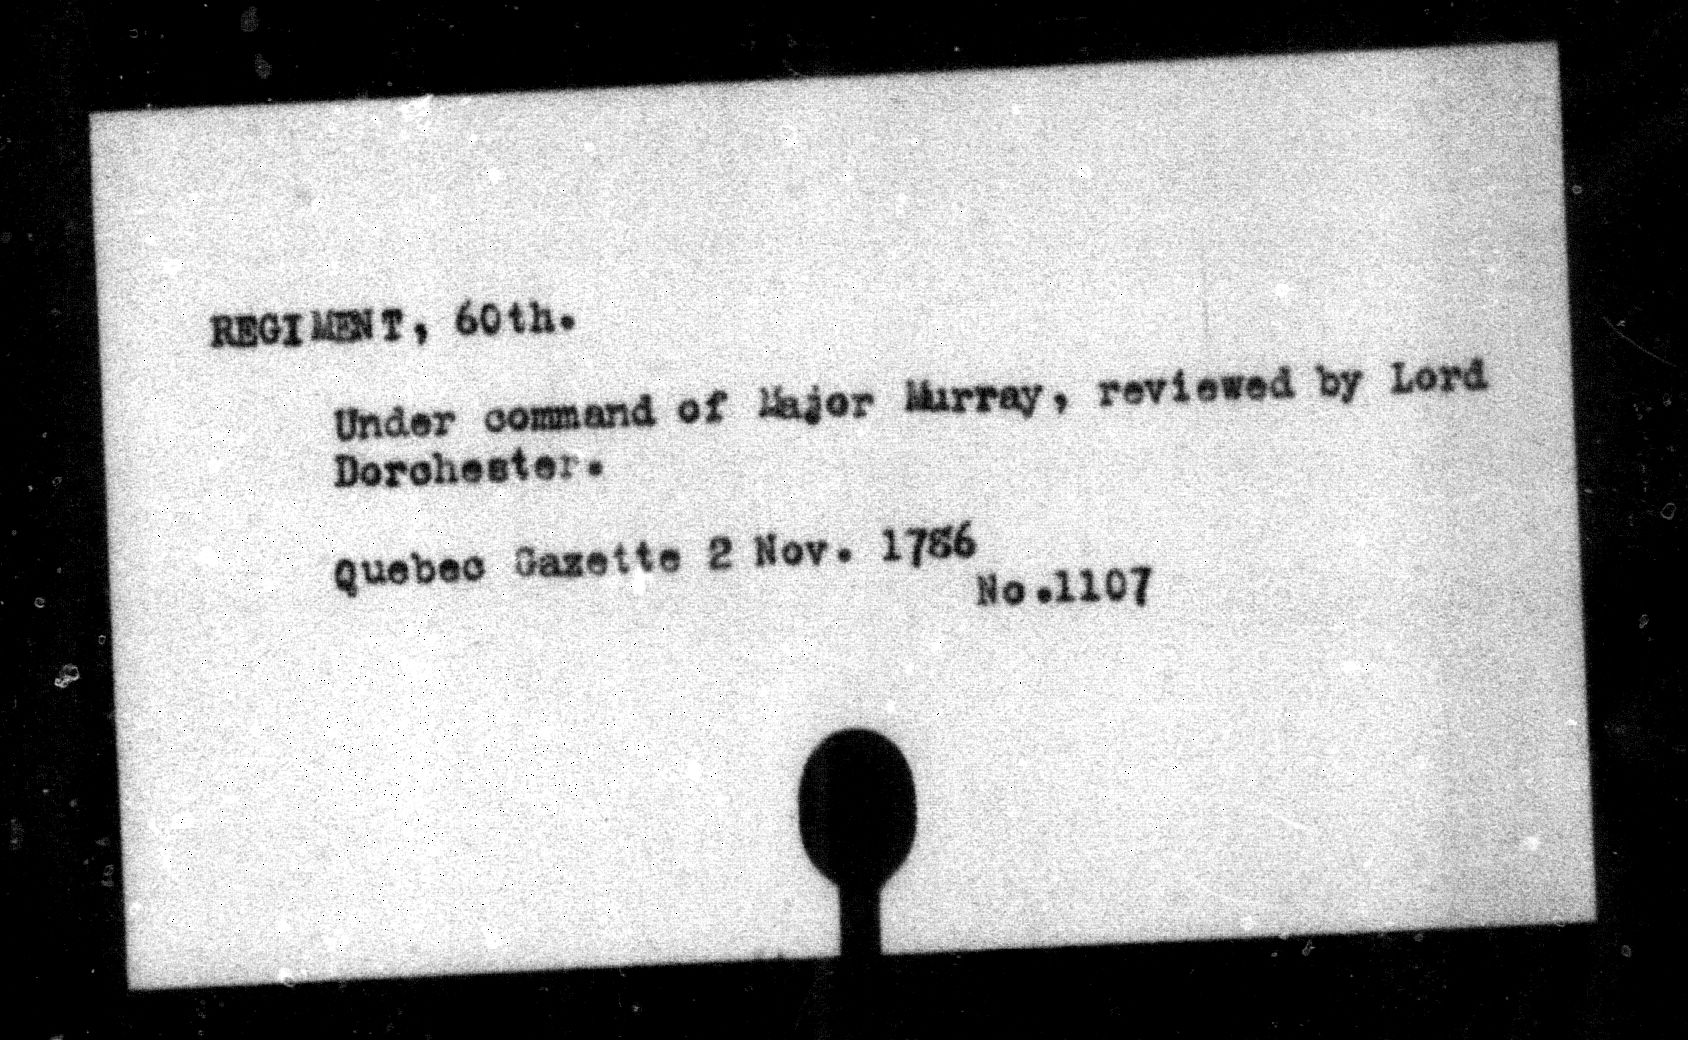 REGIMENT, 60th.
Under command of Major Murray, reviewed by Lord
Dorchester.
Quebec Gazette 2 Nov. 1786
No.1107